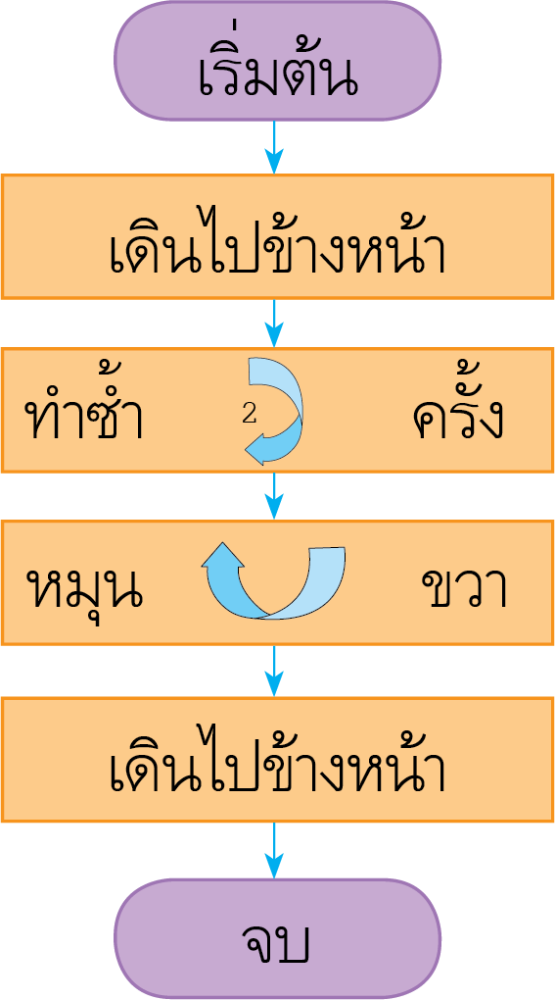 เริ่มต้น
เดินไปข้างหน้า
ทำซ้ำ 2 ครั้ง
หมุน ขวา
เดินไปข้างหน้า
จบ